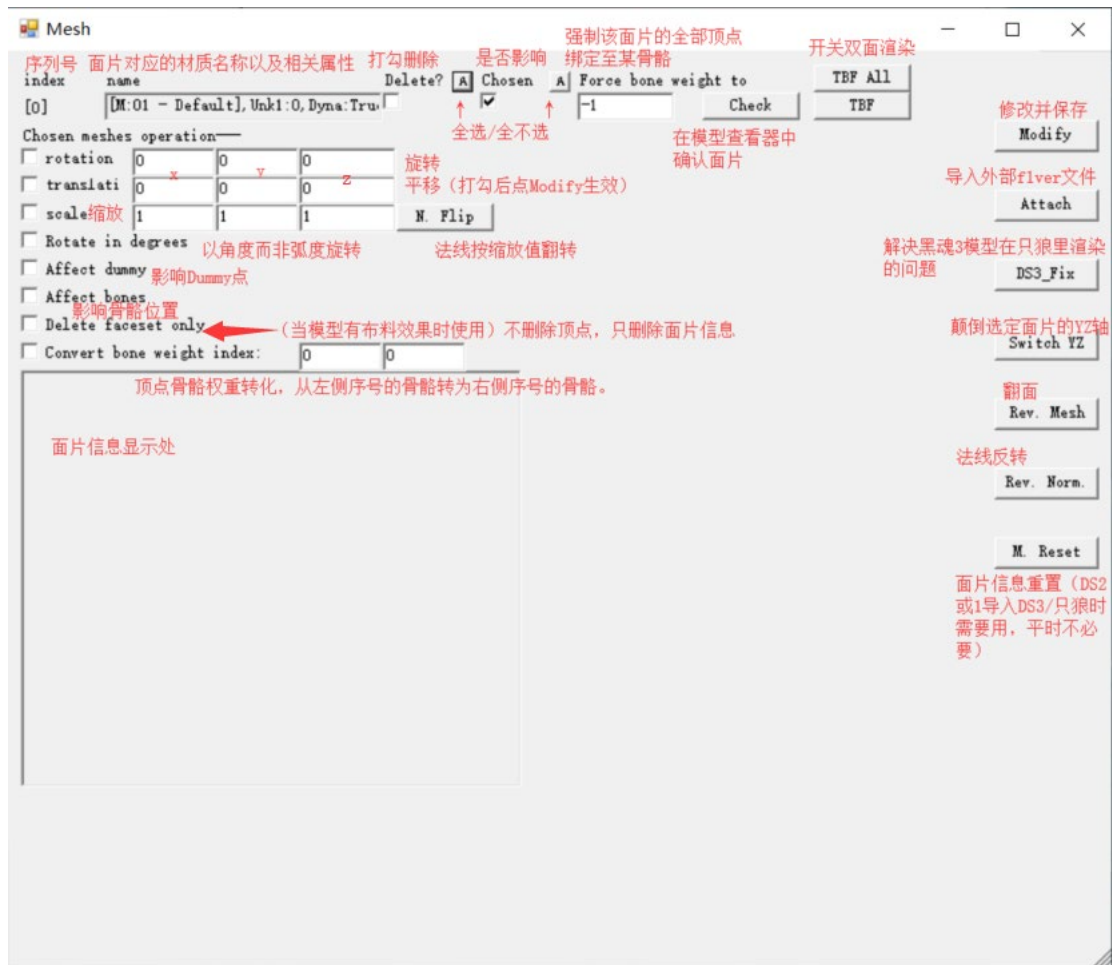 Mesh
强制该面片的全部顶点
绑定至某骨骼
序列号 面片对应的材质名称以及相关属性 打勾删除 是否影响 开关双面渲染
index name Delete? A Chosen A Force bone weight to TBF All
[0] [M:01 - Default],Unk1:0,Dyna:Tru -1 Check TBF
全选/全不选
在模型查看器中
确认面片
修改并保存
Modify
Chosen meshes operation——
rotation 0 0 0 旋转
x y z
translati 0 0 0 平移（打勾后点Modify生效）
scale缩放 1 1 1 N. Flip
导入外部flver文件
Attach
Rotate in degrees 以角度而非弧度旋转 法线按缩放值翻转
Affect dummy 影响Dummy点
解决黑魂3模型在只狼里渲染
的问题
DS3_Fix
Affect bones
影响骨骼位置
Delete faceset only （当模型有布料效果时使用）不删除顶点，只删除面片信息
颠倒选定面片的YZ轴
Switch YZ
Convert bone weight index: 0 0
顶点骨骼权重转化，从左侧序号的骨骼转为右侧序号的骨骼。
翻面
Rev. Mesh
面片信息显示处
法线反转
Rev. Norm.
M. Reset
面片信息重置（DS2
或1导入DS3/只狼时
需要用，平时不必
要）